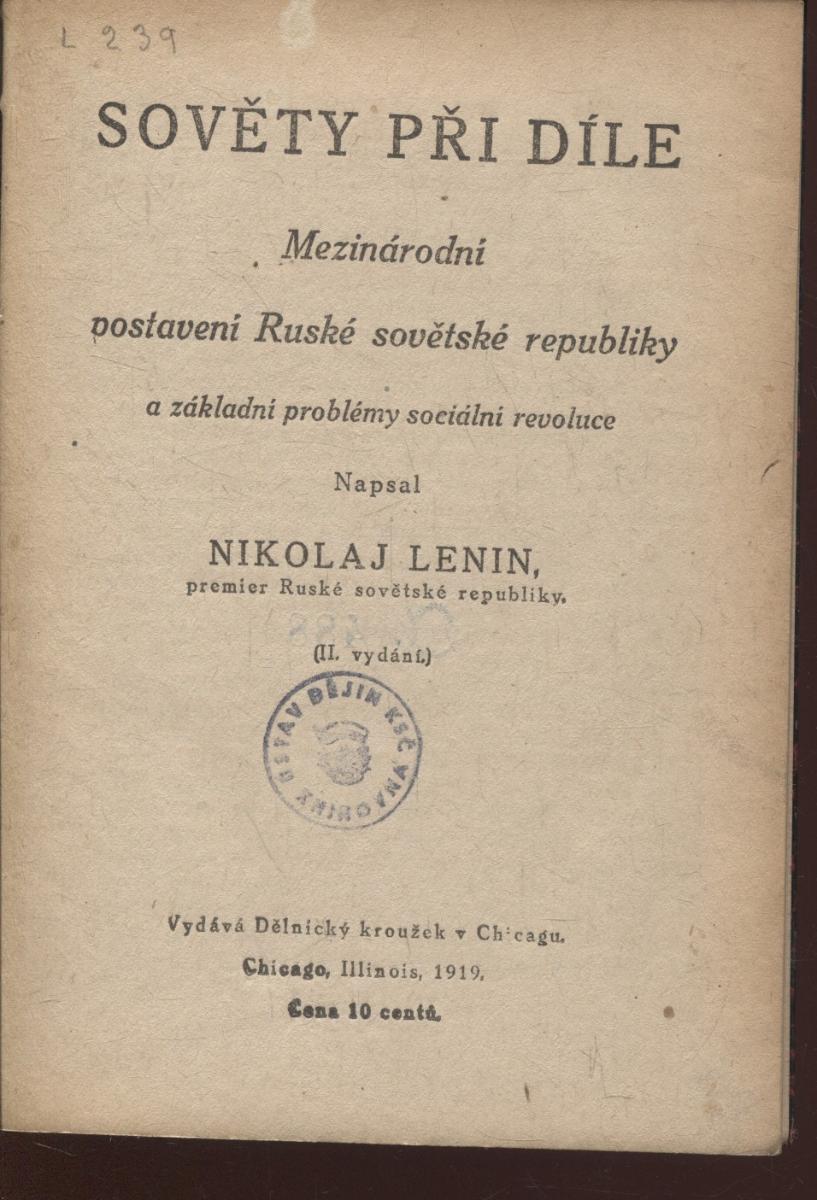 L 239
SOVĚTY PŘI DÍLE
Mezinárodní
postavení Ruské sovětské republiky
a základní problémy sociální revoluce
Napsal
NIKOLAJ LENIN,
premier Ruské sovětské republiky.
(II. vydání.)
ÚSTAV DĚJIN KSČ
KNIHOVNA
Vydává Dělnický kroužek v Chicagu.
Chicago, Illinois, 1919.
Cena 10 centů.